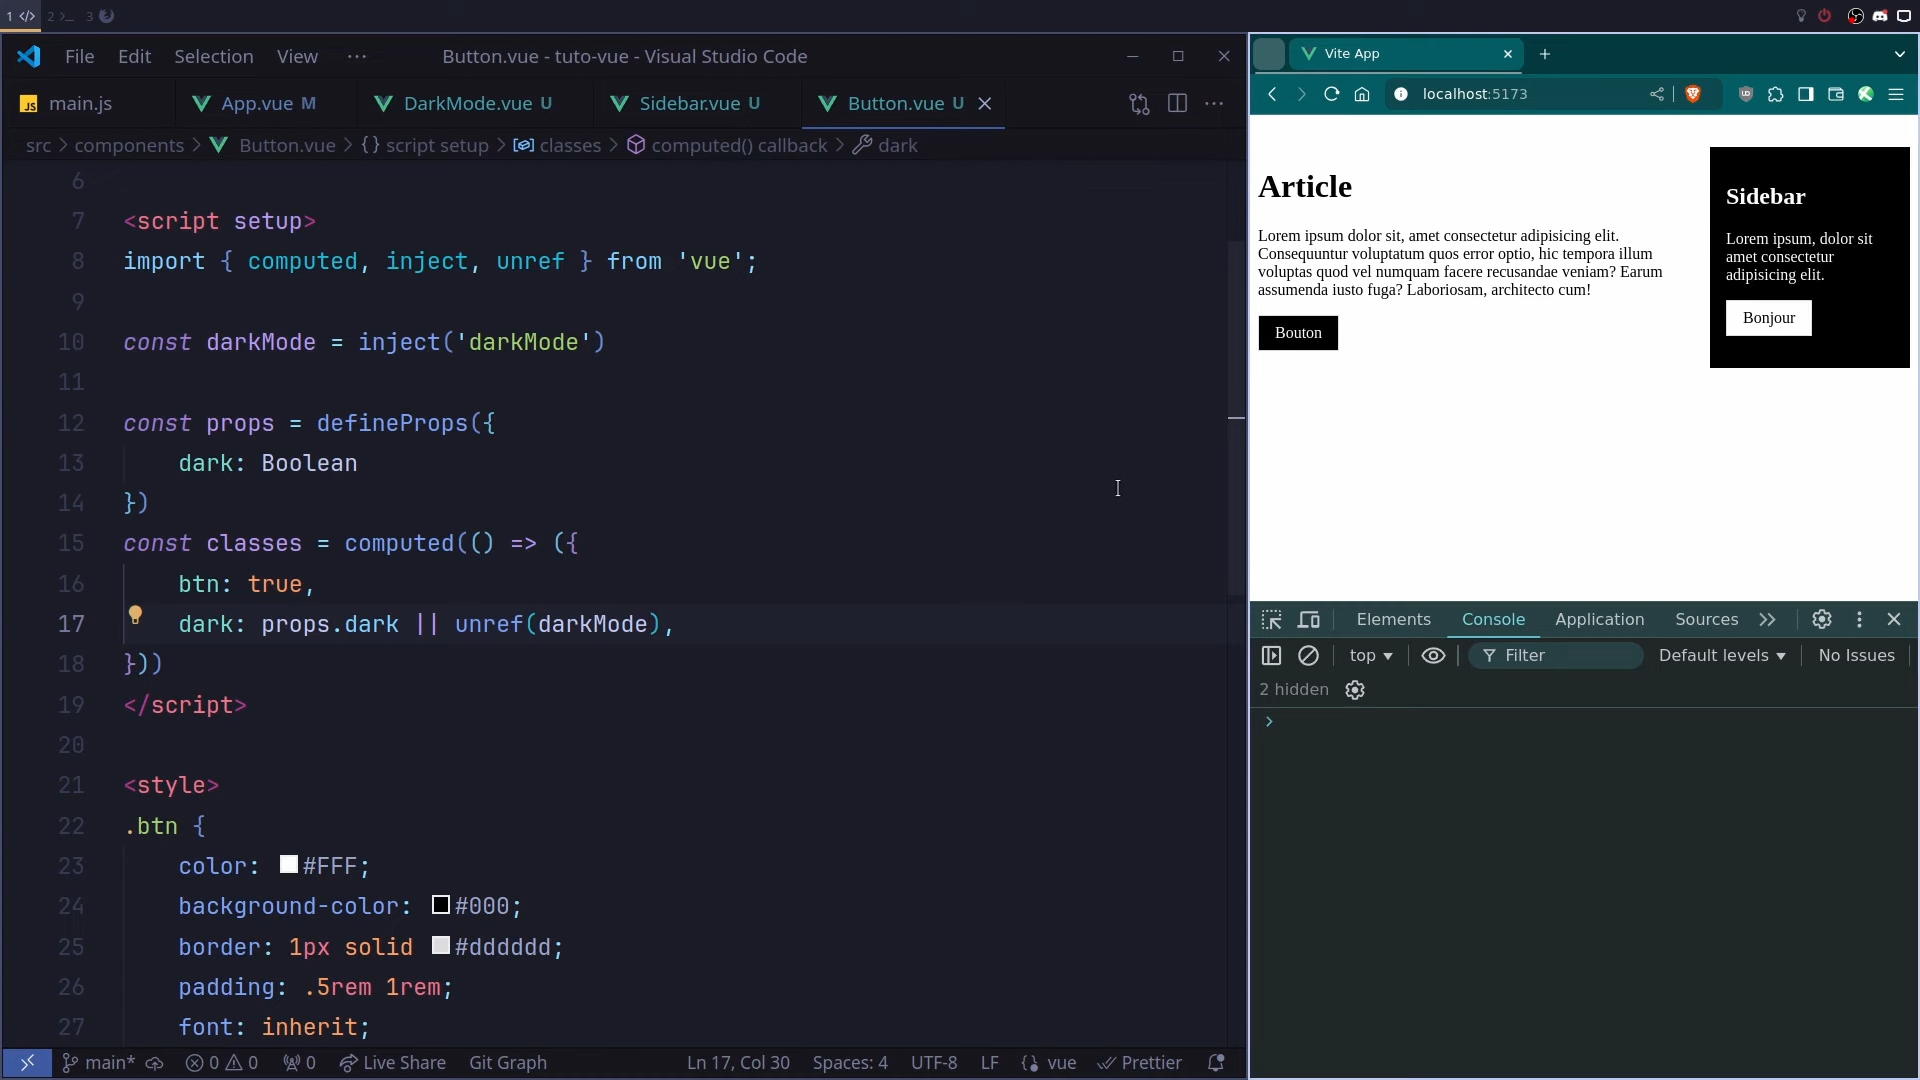 1 </> 2 >_ 3
File Edit Selection View ··· Button.vue - tuto-vue - Visual Studio Code
JS main.js App.vue M DarkMode.vue U Sidebar.vue U Button.vue U
src > components > Button.vue > {} script setup > classes > computed() callback > dark
6
7 <script setup>
8 import { computed, inject, unref } from 'vue';
9
10 const darkMode = inject('darkMode')
11
12 const props = defineProps({
13 dark: Boolean
14 })
15 const classes = computed(() => ({
16 btn: true,
17 dark: props.dark || unref(darkMode),
18 }))
19 </script>
20
21 <style>
22 .btn {
23 color: #FFF;
24 background-color: #000;
25 border: 1px solid #dddddd;
26 padding: .5rem 1rem;
27 font: inherit;
main* 0 0 0 Live Share Git Graph Ln 17, Col 30 Spaces: 4 UTF-8 LF {} vue Prettier
Vite App
localhost:5173
Article
Lorem ipsum dolor sit, amet consectetur adipisicing elit.
Consequuntur voluptatum quos error optio, hic tempora illum
voluptas quod vel numquam facere recusandae veniam? Earum
assumenda iusto fuga? Laboriosam, architecto cum!
Bouton
Sidebar
Lorem ipsum, dolor sit
amet consectetur
adipisicing elit.
Bonjour
Elements Console Application Sources
top Filter Default levels No Issues
2 hidden
>